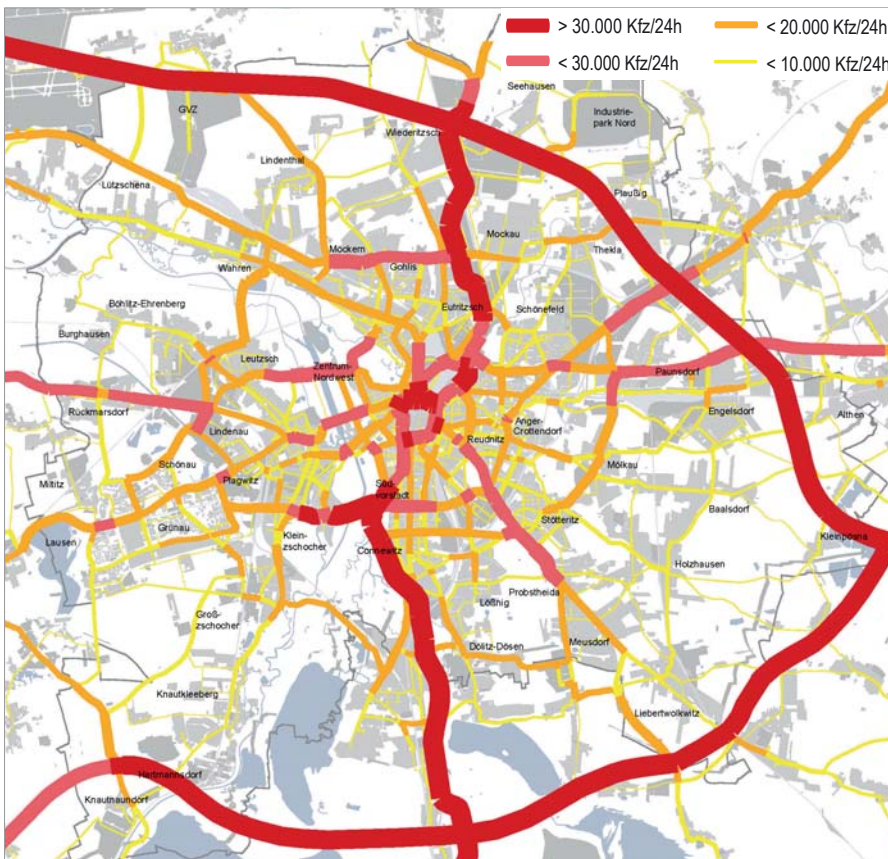 > 30.000 Kfz/24h
< 20.000 Kfz/24h
< 30.000 Kfz/24h
< 10.000 Kfz/24h
Seehausen
GVZ
Industrie-
park Nord
Wiederitzsch
Lindenthal
Lützschena
Plaußig
Mockau
Möckern
Thekla
Gohlis
Wahren
Böhlitz-Ehrenberg
Eutritzsch
Schönefeld
Burghausen
Leutzsch
Zentrum-
Nordwest
Paunsdorf
Rückmarsdorf
Engelsdorf
Althen
Anger-
Crottendorf
Lindenau
Reudnitz
Schönau
Mölkau
Miltitz
Plagwitz
Süd-
vorstadt
Baalsdorf
Grünau
Stötteritz
Lausen
Klein-
zschocher
Kleinpösna
Connewitz
Holzhausen
Probstheida
Lößnig
Groß-
zschocher
Meusdorf
Dölitz-Dösen
Knautkleeberg
Liebertwolkwitz
Hartmannsdorf
Knautnaundorf